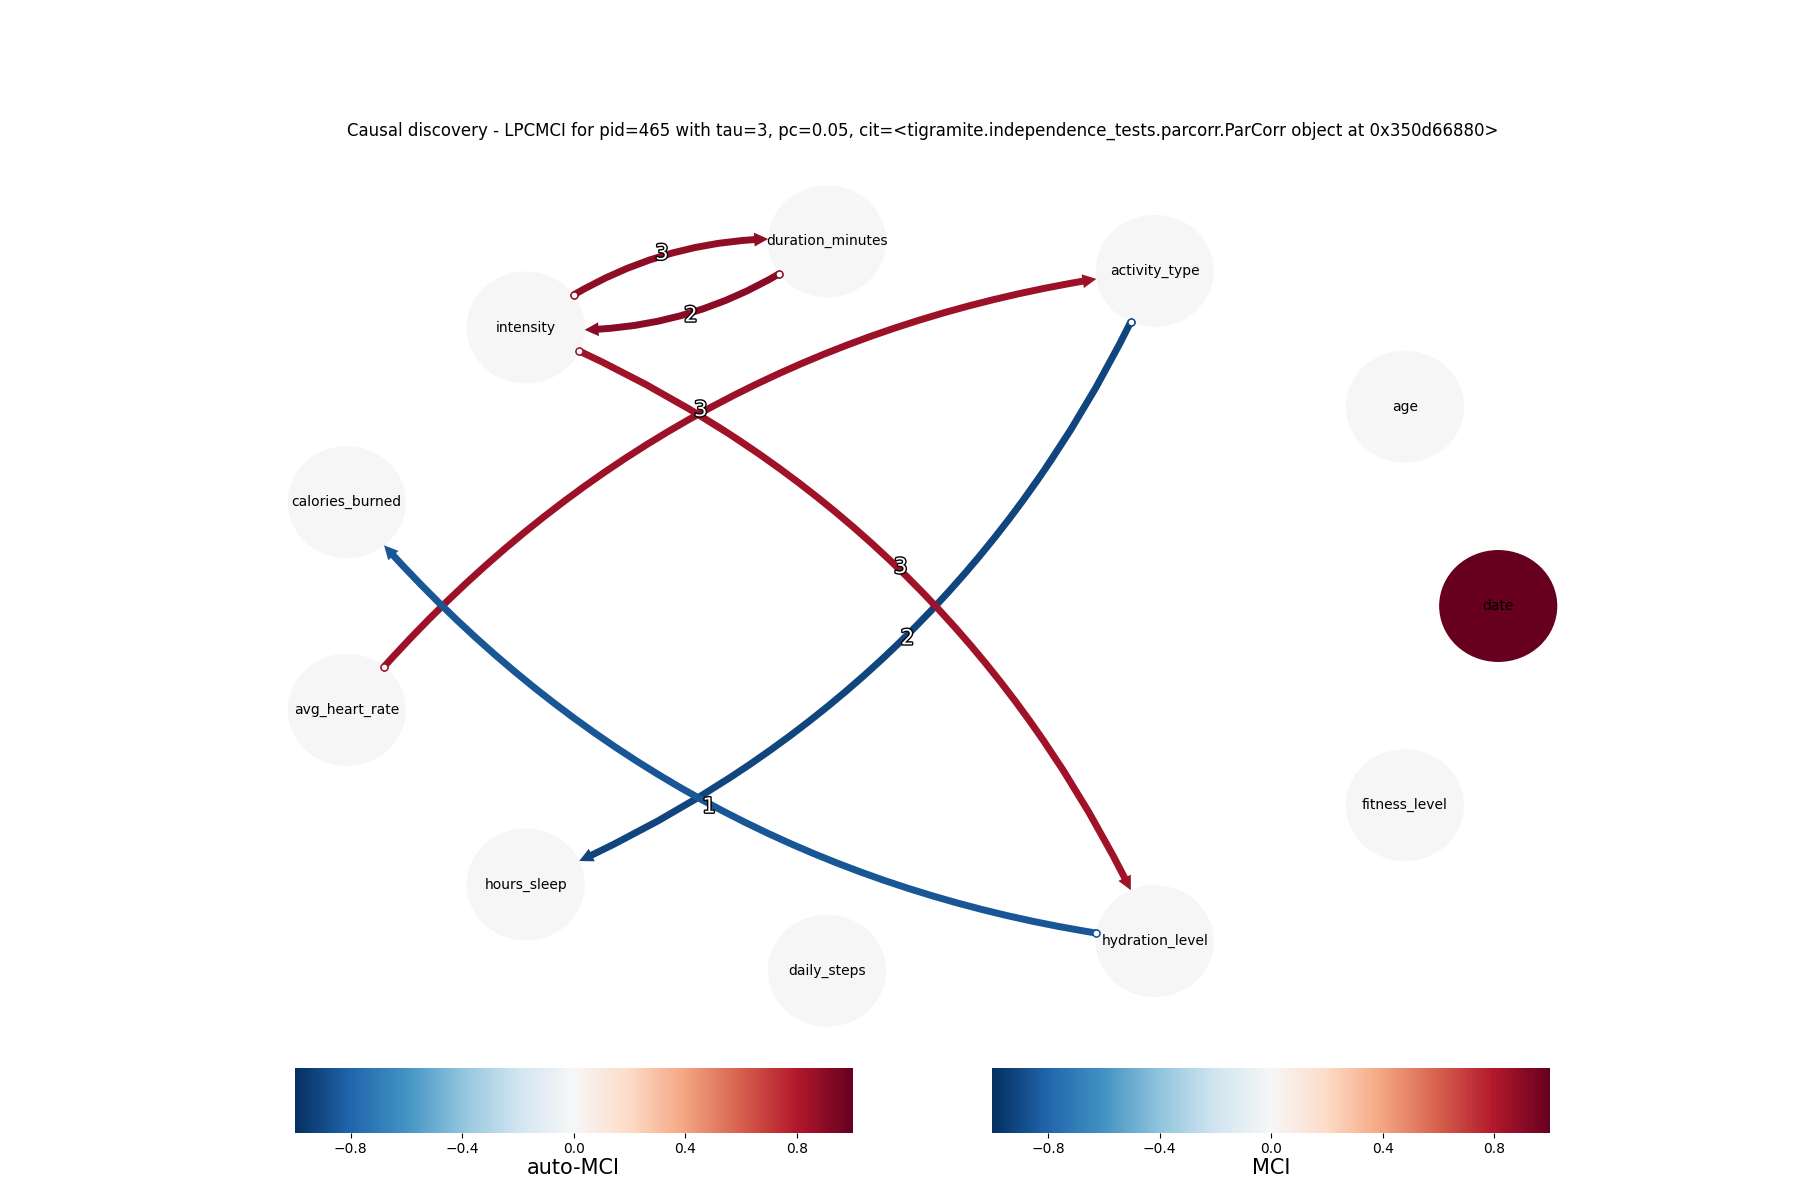 Causal discovery - LPCMCI for pid=465 with tau=3, pc=0.05, cit=<tigramite.independence_tests.parcorr.ParCorr object at 0x350d66880>
duration_minutes
3
activity_type
2
intensity
age
3
calories_burned
3
date
2
avg_heart_rate
1
fitness_level
hours_sleep
hydration_level
daily_steps
−0.8 −0.4 0.0 0.4 0.8
auto-MCI
−0.8 −0.4 0.0 0.4 0.8
MCI